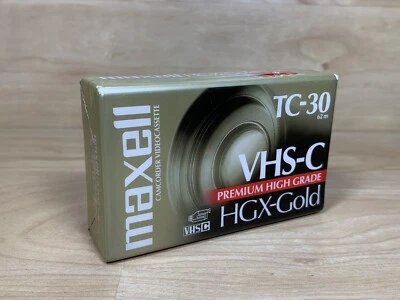 maxell
CAMCORDER VIDEOCASSETTE
TC-30
62 m
VHS-C
PREMIUM HIGH GRADE
HGX-Gold
VHS C